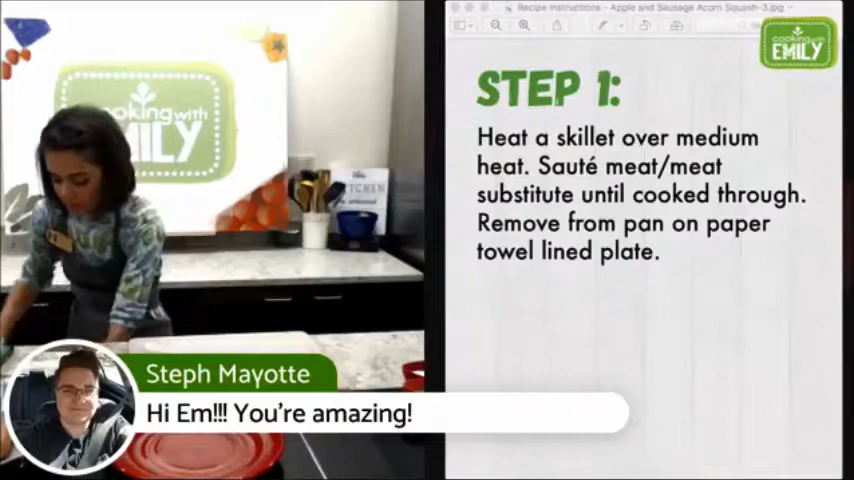 Recipe Instructions - Apple and Sausage Acorn Squash-3.jpg
cooking with
EMILY
STEP 1:
Heat a skillet over medium
heat. Sauté meat/meat
substitute until cooked through.
Remove from pan on paper
towel lined plate.
cooking with
EMILY
KITCHEN
Steph Mayotte
Hi Em!!! You're amazing!